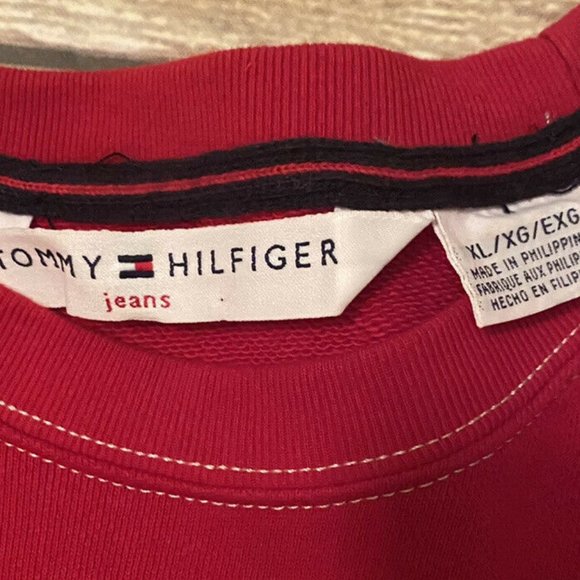 TOMMY HILFIGER
jeans
XL/XG/EXG
MADE IN PHILIPPIN
FABRIQUE AUX PHILIP
HECHO EN FILIP